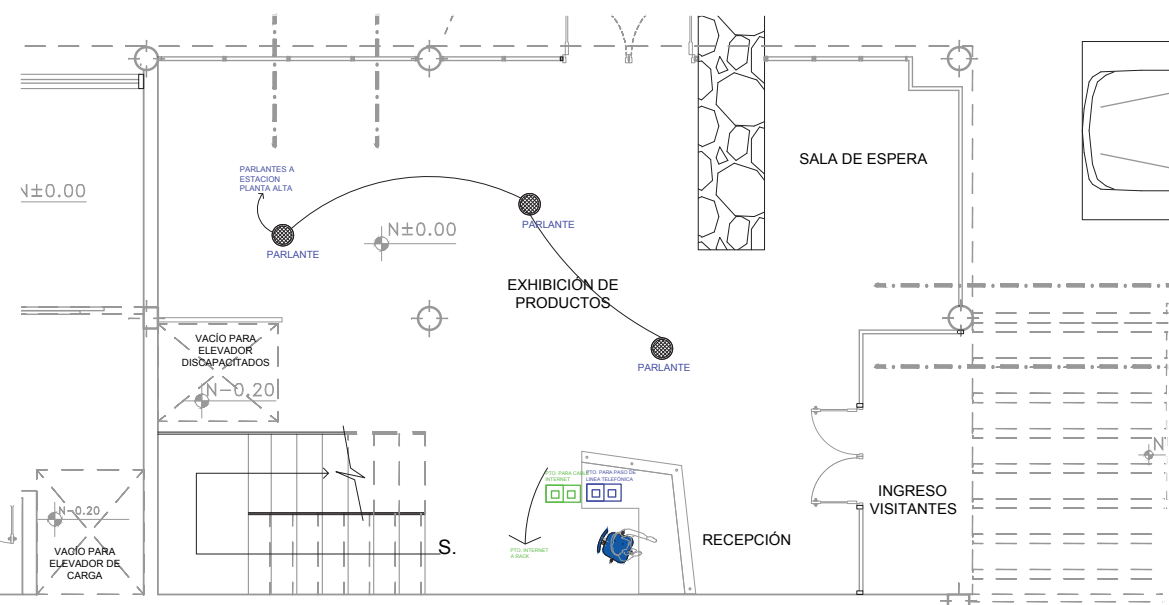 SALA DE ESPERA
PARLANTES A
ESTACION
PLANTA ALTA
N±0.00
PARLANTE
N±0.00
PARLANTE
EXHIBICIÓN DE
PRODUCTOS
VACÍO PARA
ELEVADOR
DISCAPACITADOS
PARLANTE
N-0.20
PTO. PARA CABLE
INTERNET
PTO. PARA PASO DE
LINEA TELEFÓNICA
INGRESO
VISITANTES
N-0.20
RECEPCIÓN
S.
PTO. INTERNET
A RACK
VACÍO PARA
ELEVADOR DE
CARGA